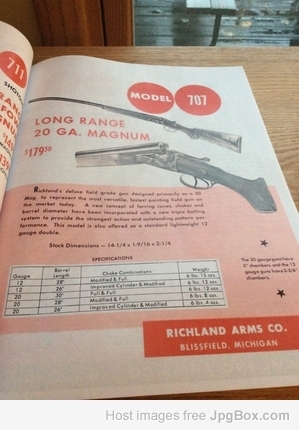 711
SHOTGUN
MODEL 707
LONG RANGE
20 GA. MAGNUM
$179.50
Richland's deluxe field grade gun designed primarily as a 20
Mag. to represent the most versatile, fastest pointing field gun on
the market today. A new concept of forcing cones, chokes and
barrel diameter have been incorporated with a new triple bolting
system to provide the strongest action and outstanding pattern per-
formance. This model is also offered as a standard lightweight 12
gauge double.
Stock Dimensions — 14-1/4 x 1-9/16 x 2-1/4
SPECIFICATIONS
Gauge Barrel Length Choke Combinations Weight
12 28" Modified & Full 6 lbs. 13 ozs.
12 26" Improved Cylinder & Modified 6 lbs. 12 ozs.
20 30" Full & Full
20 28" Modified & Full 6 lbs. 8 ozs.
20 26" Improved Cylinder & Modified 6 lbs. 4 ozs.
The 20 gauge guns have
3" chambers and the 12
gauge guns have 2-3/4"
chambers.
RICHLAND ARMS CO.
BLISSFIELD, MICHIGAN
Host images free JpgBox.com